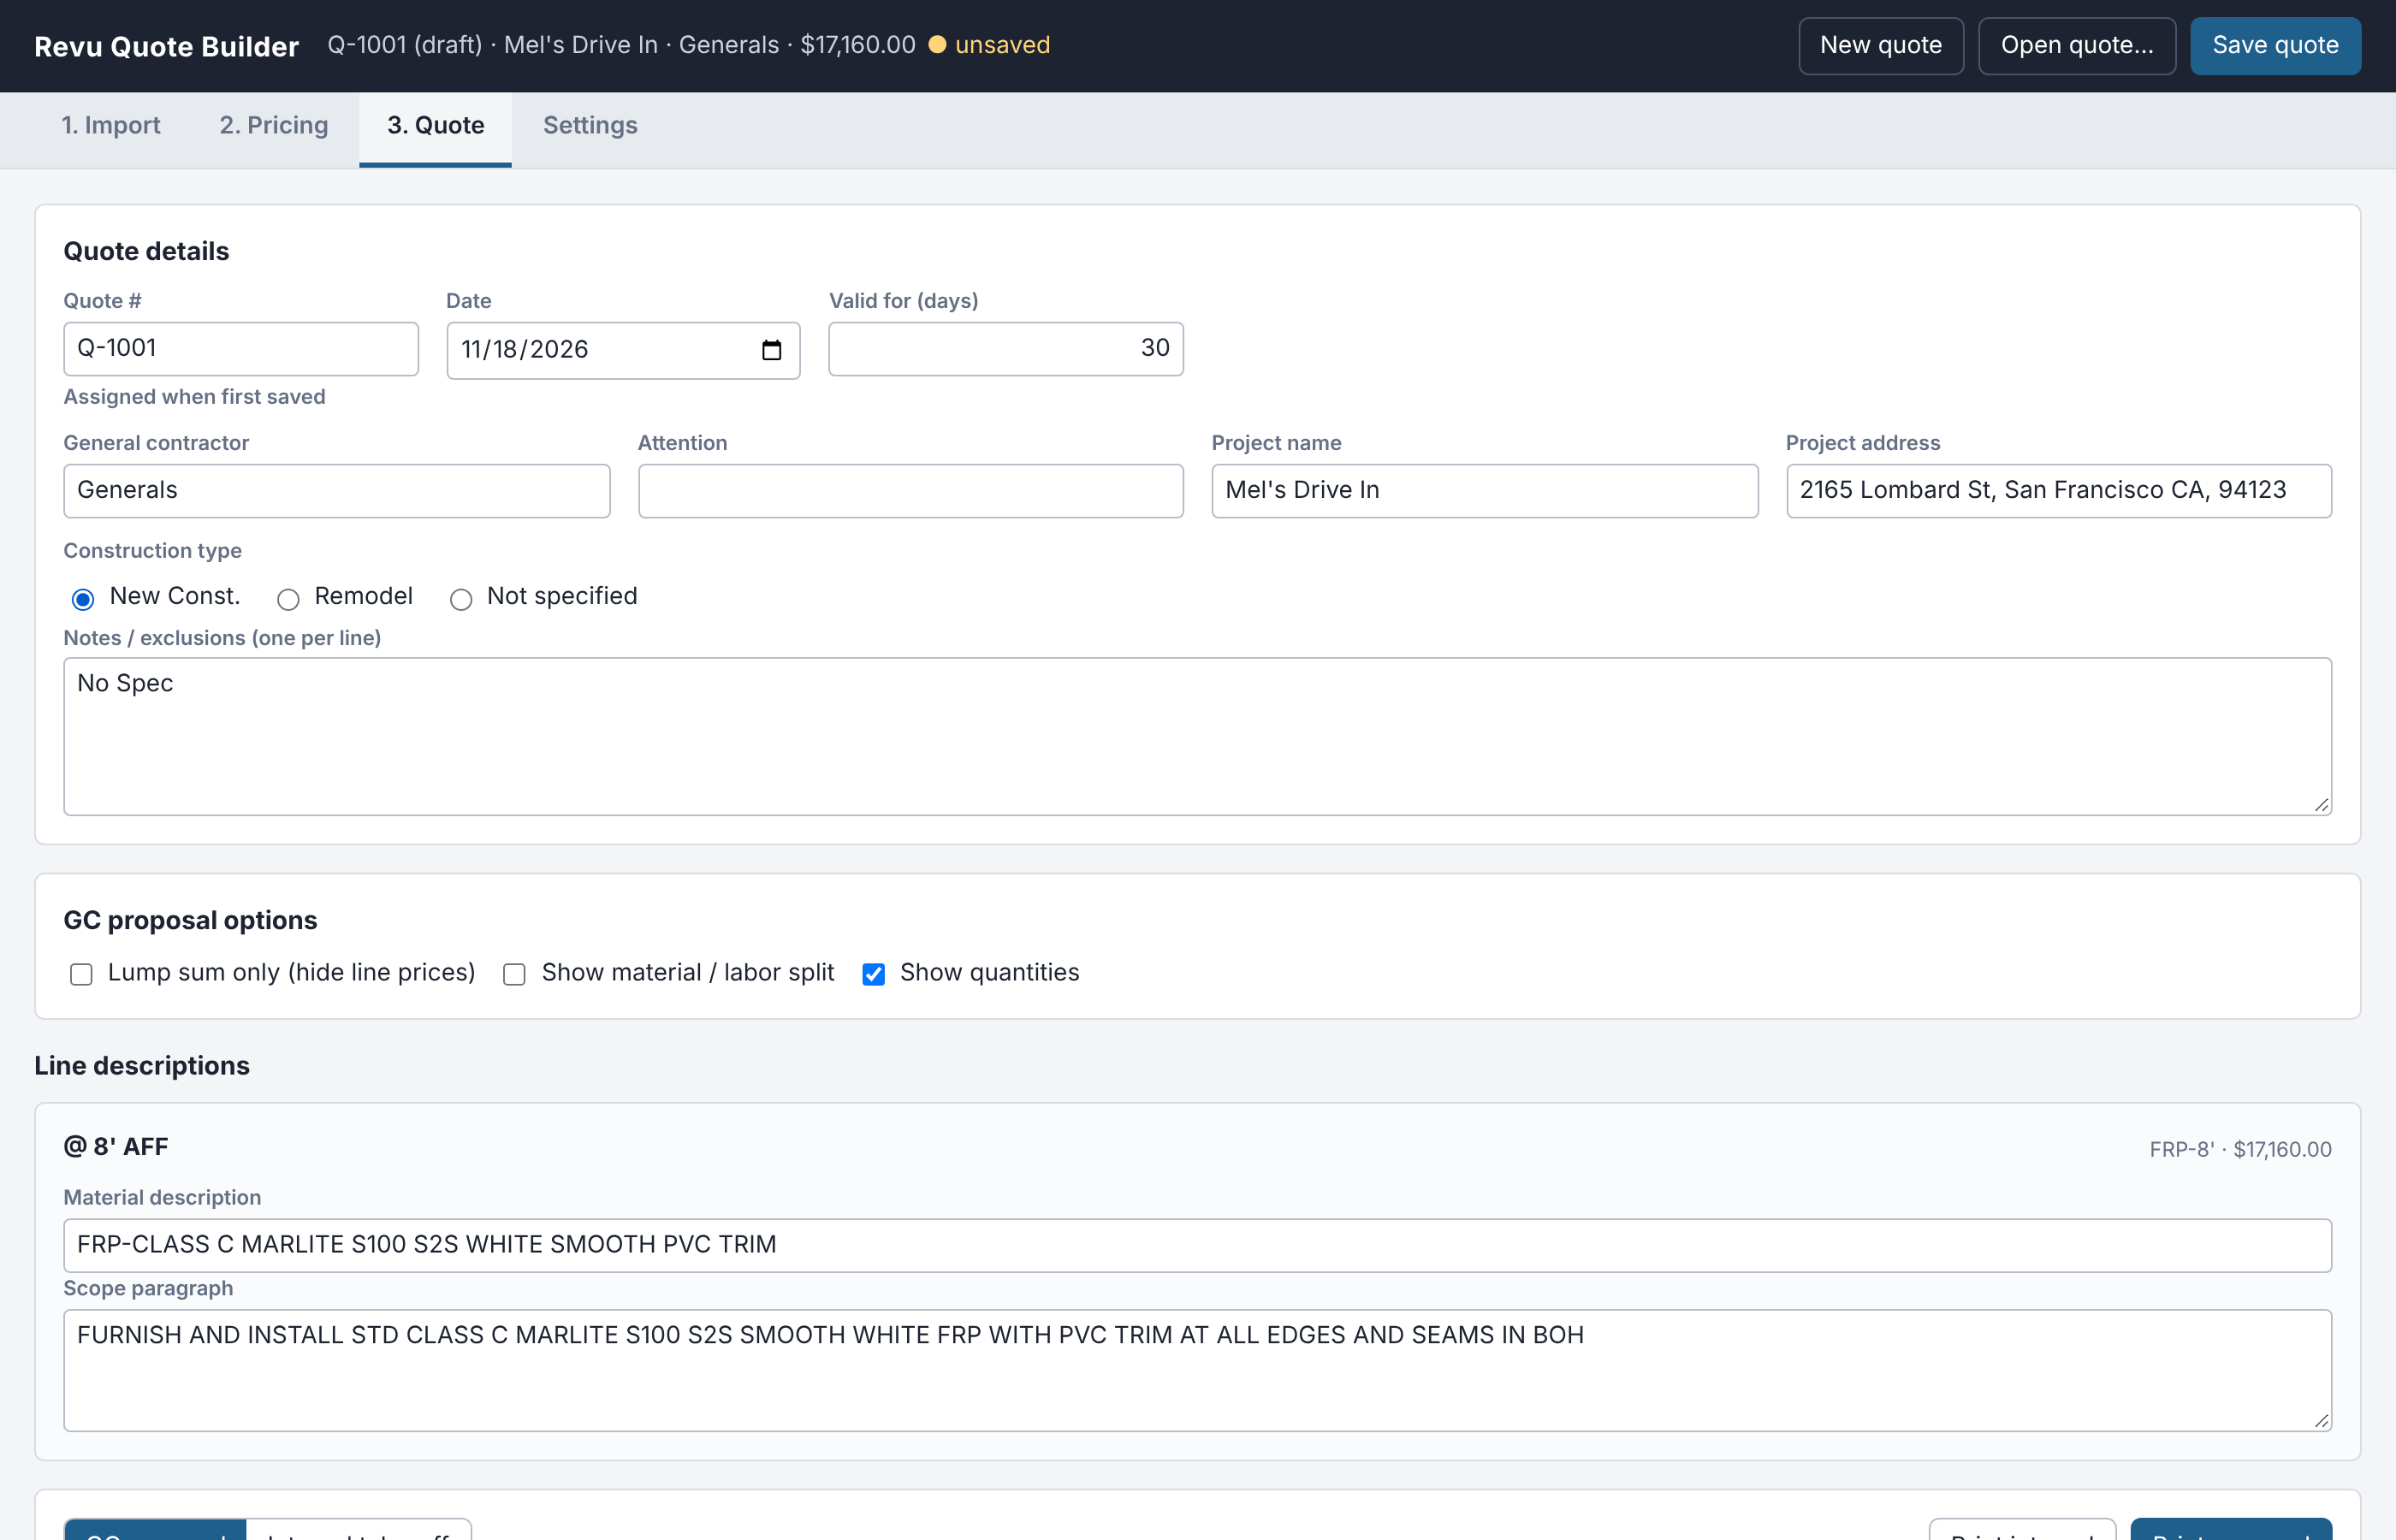 Revu Quote Builder Q-1001 (draft) · Mel's Drive In · Generals · $17,160.00 unsaved New quote Open quote... Save quote
1. Import 2. Pricing 3. Quote Settings
Quote details
Quote # Date Valid for (days)
Q-1001 11/18/2026 30
Assigned when first saved
General contractor Attention Project name Project address
Generals Mel's Drive In 2165 Lombard St, San Francisco CA, 94123
Construction type
New Const. Remodel Not specified
Notes / exclusions (one per line)
No Spec
GC proposal options
Lump sum only (hide line prices) Show material / labor split Show quantities
Line descriptions
@ 8' AFF FRP-8' · $17,160.00
Material description
FRP-CLASS C MARLITE S100 S2S WHITE SMOOTH PVC TRIM
Scope paragraph
FURNISH AND INSTALL STD CLASS C MARLITE S100 S2S SMOOTH WHITE FRP WITH PVC TRIM AT ALL EDGES AND SEAMS IN BOH